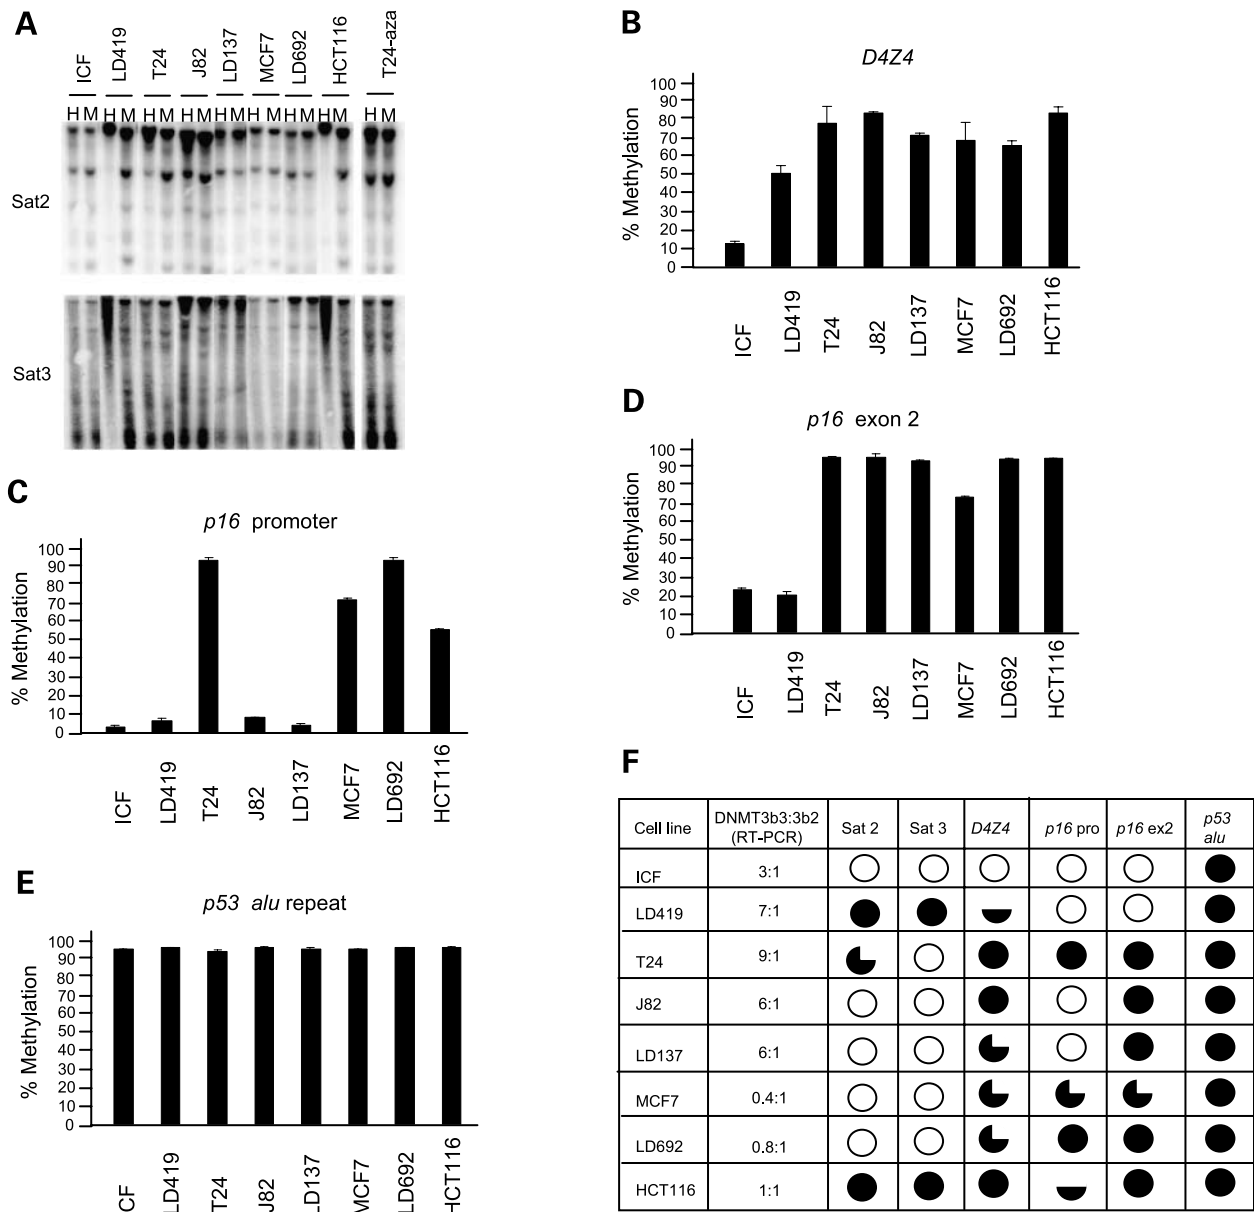 A
ICF LD419 T24 J82 LD137 MCF7 LD692 HCT116 T24-aza
H M H M H M H M H M H M H M H M H M
Sat2
Sat3
B
D4Z4
% Methylation
100
90
80
70
60
50
40
30
20
10
0
ICF LD419 T24 J82 LD137 MCF7 LD692 HCT116
C
p16 promoter
% Methylation
100
90
80
70
60
50
40
30
20
10
0
ICF LD419 T24 J82 LD137 MCF7 LD692 HCT116
D
p16 exon 2
% Methylation
100
90
80
70
60
50
40
30
20
10
0
ICF LD419 T24 J82 LD137 MCF7 LD692 HCT116
E
p53 alu repeat
% Methylation
100
90
80
70
60
50
40
30
20
10
0
ICF LD419 T24 J82 LD137 MCF7 LD692 HCT116
F
Cell line DNMT3b3:3b2 (RT-PCR) Sat 2 Sat 3 D4Z4 p16 pro p16 ex2 p53 alu
ICF 3:1
LD419 7:1
T24 9:1
J82 6:1
LD137 6:1
MCF7 0.4:1
LD692 0.8:1
HCT116 1:1